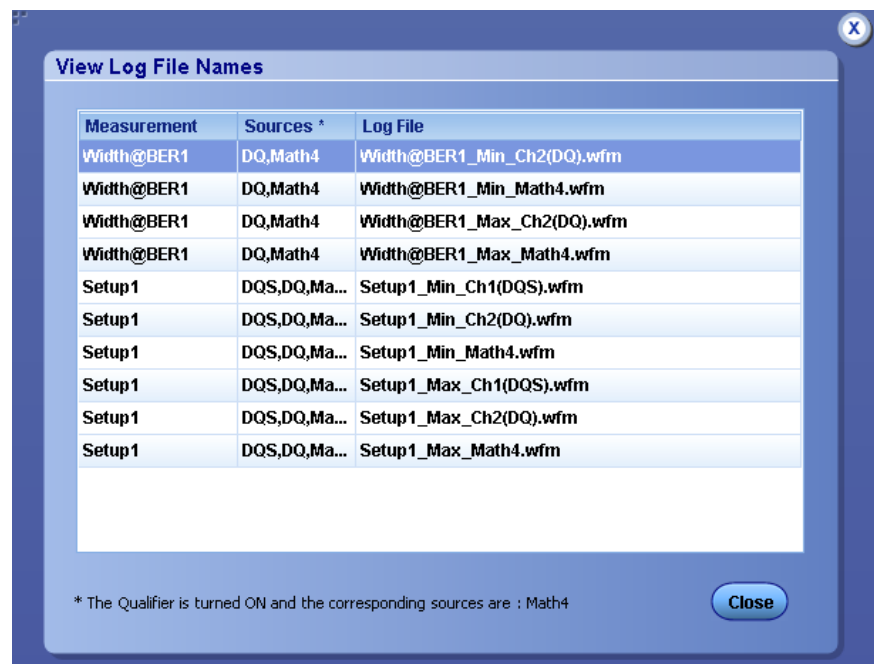 X
View Log File Names
Measurement Sources * Log File
Width@BER1 DQ,Math4 Width@BER1_Min_Ch2(DQ).wfm
Width@BER1 DQ,Math4 Width@BER1_Min_Math4.wfm
Width@BER1 DQ,Math4 Width@BER1_Max_Ch2(DQ).wfm
Width@BER1 DQ,Math4 Width@BER1_Max_Math4.wfm
Setup1 DQS,DQ,Ma... Setup1_Min_Ch1(DQS).wfm
Setup1 DQS,DQ,Ma... Setup1_Min_Ch2(DQ).wfm
Setup1 DQS,DQ,Ma... Setup1_Min_Math4.wfm
Setup1 DQS,DQ,Ma... Setup1_Max_Ch1(DQS).wfm
Setup1 DQS,DQ,Ma... Setup1_Max_Ch2(DQ).wfm
Setup1 DQS,DQ,Ma... Setup1_Max_Math4.wfm
* The Qualifier is turned ON and the corresponding sources are : Math4 Close